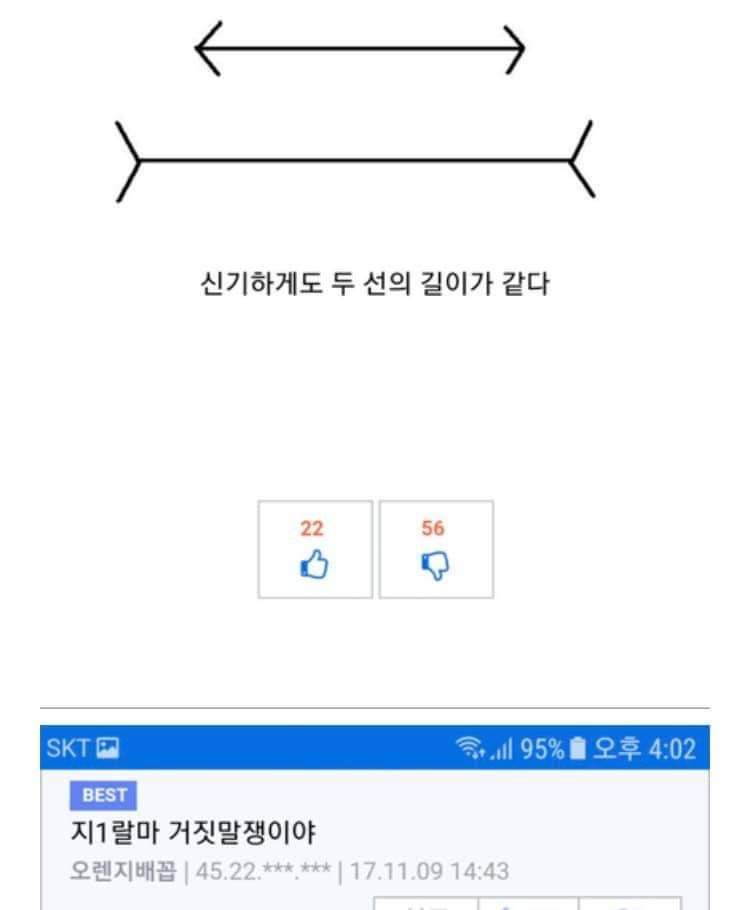 신기하게도 두 선의 길이가 같다
22 56
SKT 95% 오후 4:02
BEST
지1랄마 거짓말쟁이야
오렌지배꼽 | 45.22.***.*** | 17.11.09 14:43